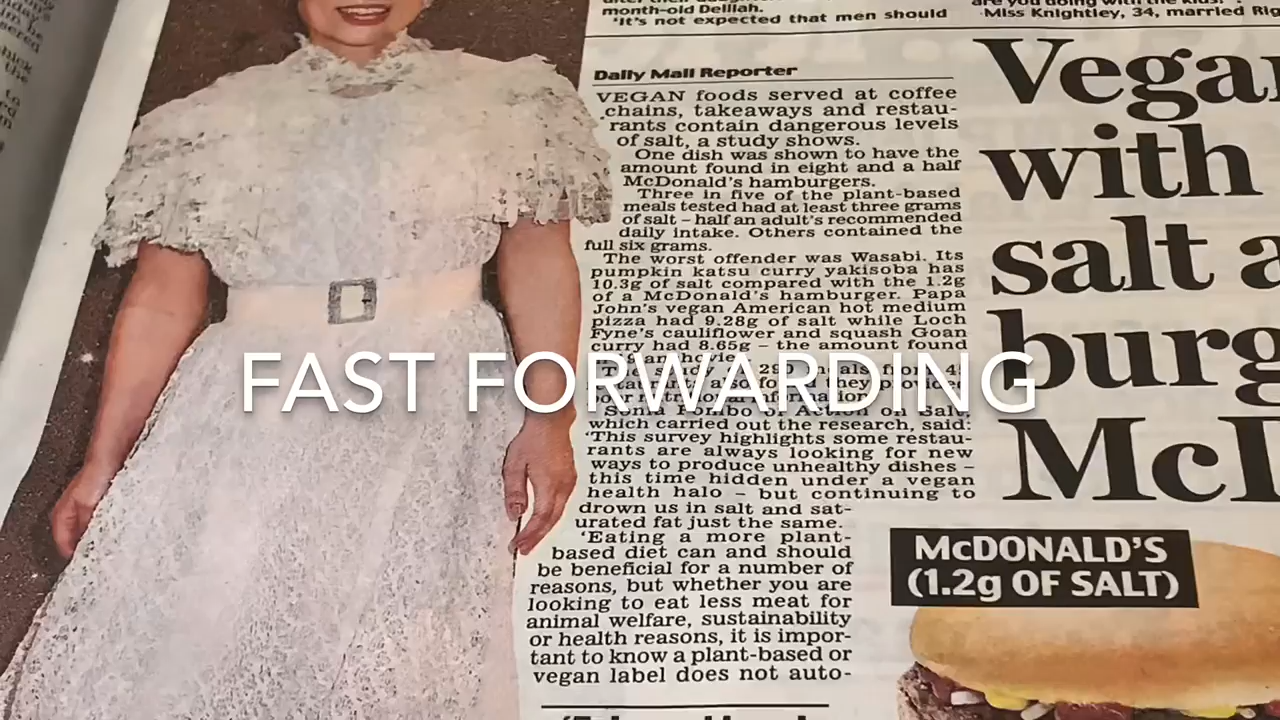 month-old Delilah.
'It's not expected that men should
Miss Knightley, 34, married
Daily Mail Reporter
VEGAN foods served at coffee
chains, takeaways and restau-
rants contain dangerous levels
of salt, a study shows.
One dish was shown to have the
amount found in eight and a half
McDonald's hamburgers.
Three in five of the plant-based
meals tested had at least three grams
of salt – half an adult's recommended
daily intake. Others contained the
full six grams.
The worst offender was Wasabi. Its
pumpkin katsu curry yakisoba has
10.3g of salt compared with the 1.2g
of a McDonald's hamburger. Papa
John's vegan American hot medium
pizza had 9.28g of salt while Loch
Fyne's cauliflower and squash Goan
curry had 8.65g – the amount found
FAST FORWARDING
Sonia Pombo of Action on Salt,
which carried out the research, said:
'This survey highlights some restau-
rants are always looking for new
ways to produce unhealthy dishes –
this time hidden under a vegan
health halo – but continuing to
drown us in salt and sat-
urated fat just the same.
'Eating a more plant-
based diet can and should
be beneficial for a number of
reasons, but whether you are
looking to eat less meat for
animal welfare, sustainability
or health reasons, it is impor-
tant to know a plant-based or
vegan label does not auto-
Vegan
with
salt a
burg
McD
McDONALD'S
(1.2g OF SALT)